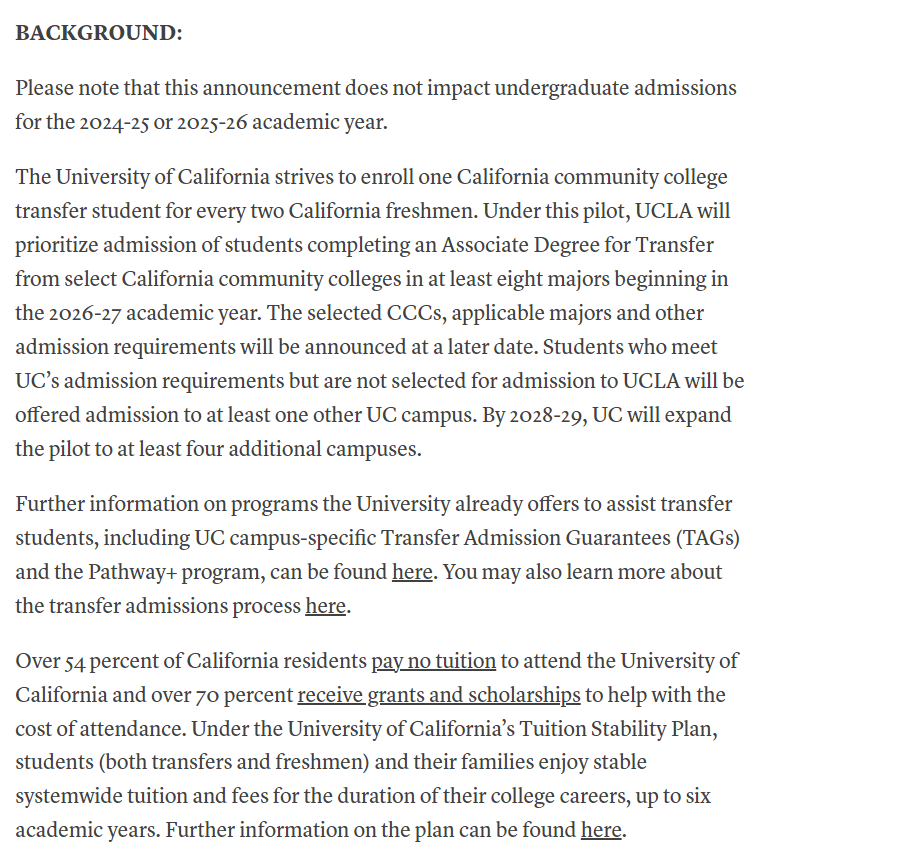 BACKGROUND:
Please note that this announcement does not impact undergraduate admissions
for the 2024-25 or 2025-26 academic year.
The University of California strives to enroll one California community college
transfer student for every two California freshmen. Under this pilot, UCLA will
prioritize admission of students completing an Associate Degree for Transfer
from select California community colleges in at least eight majors beginning in
the 2026-27 academic year. The selected CCCs, applicable majors and other
admission requirements will be announced at a later date. Students who meet
UC’s admission requirements but are not selected for admission to UCLA will be
offered admission to at least one other UC campus. By 2028-29, UC will expand
the pilot to at least four additional campuses.
Further information on programs the University already offers to assist transfer
students, including UC campus-specific Transfer Admission Guarantees (TAGs)
and the Pathway+ program, can be found here. You may also learn more about
the transfer admissions process here.
Over 54 percent of California residents pay no tuition to attend the University of
California and over 70 percent receive grants and scholarships to help with the
cost of attendance. Under the University of California’s Tuition Stability Plan,
students (both transfers and freshmen) and their families enjoy stable
systemwide tuition and fees for the duration of their college careers, up to six
academic years. Further information on the plan can be found here.